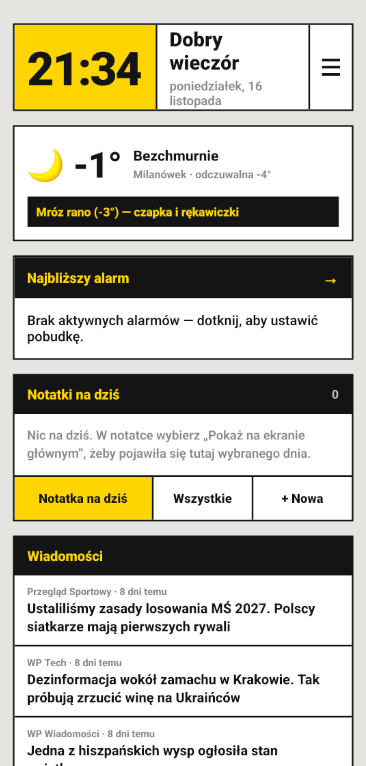 21:34
Dobry
wieczór
poniedziałek, 16
listopada
-1°
Bezchmurnie
Milanówek · odczuwalna -4°
Mróz rano (-3°) — czapka i rękawiczki
Najbliższy alarm →
Brak aktywnych alarmów — dotknij, aby ustawić
pobudkę.
Notatki na dziś 0
Nic na dziś. W notatce wybierz „Pokaż na ekranie
głównym”, żeby pojawiła się tutaj wybranego dnia.
Notatka na dziś Wszystkie + Nowa
Wiadomości
Przegląd Sportowy · 8 dni temu
Ustaliliśmy zasady losowania MŚ 2027. Polscy
siatkarze mają pierwszych rywali
WP Tech · 8 dni temu
Dezinformacja wokół zamachu w Krakowie. Tak
próbują zrzucić winę na Ukraińców
WP Wiadomości · 8 dni temu
Jedna z hiszpańskich wysp ogłosiła stan